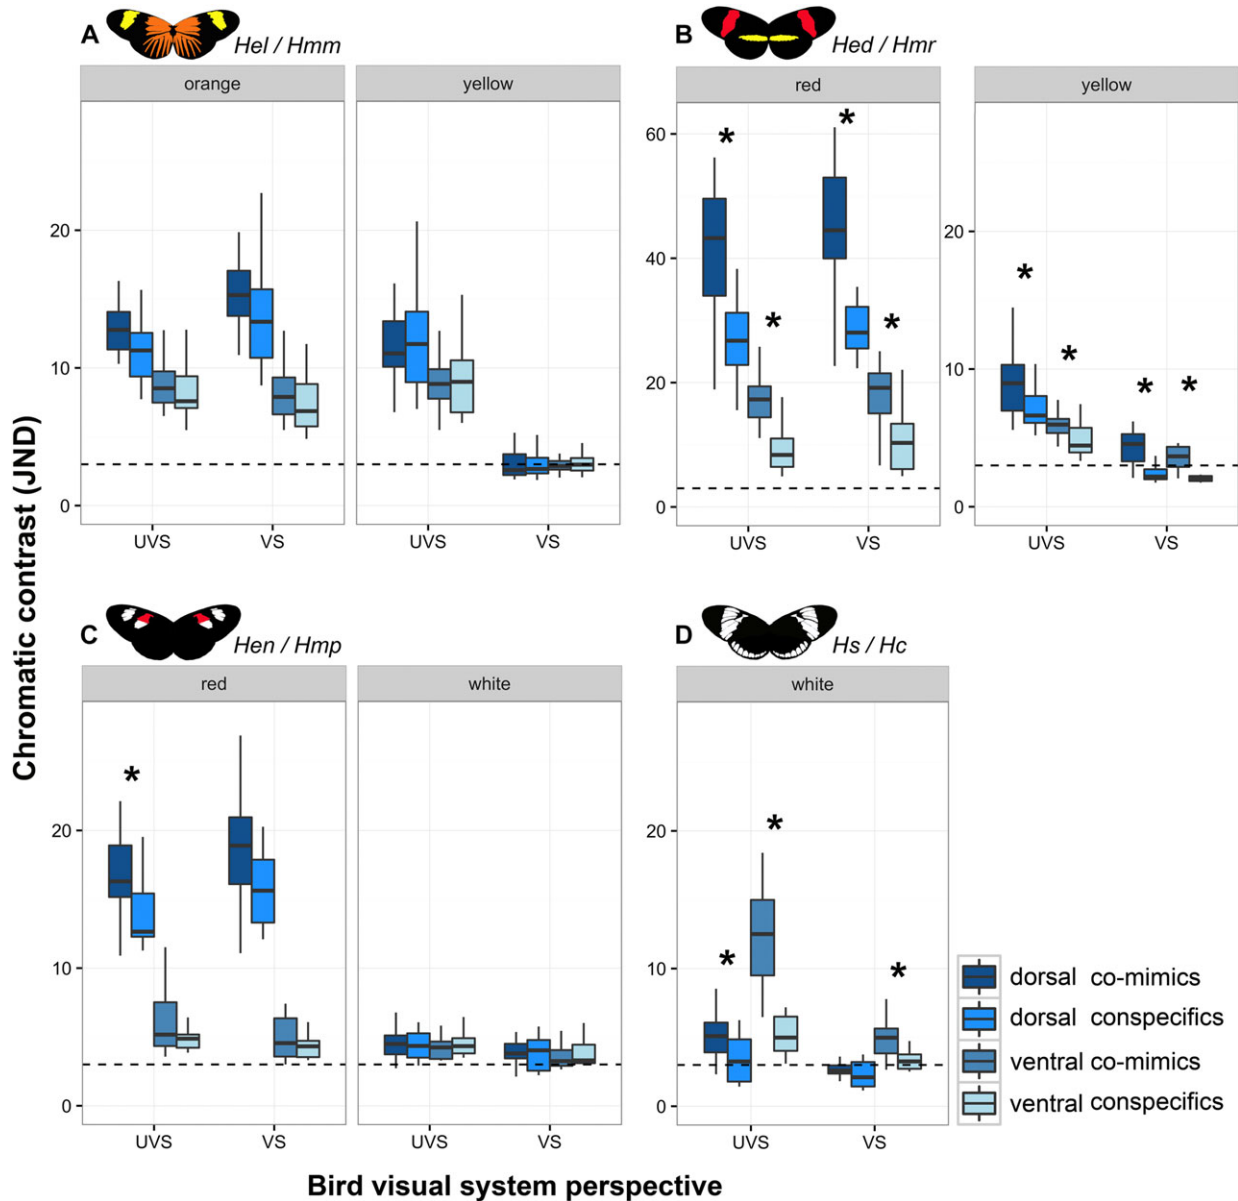 A Hel / Hmm
B Hed / Hmr
orange
yellow
red
yellow
20
10
0
60
40
20
0
20
10
0
* * * *
* * * *
UVS VS
UVS VS
UVS VS
UVS VS
C Hen / Hmp
D Hs / Hc
red
white
white
20
10
0
20
10
0
*
* * *
UVS VS
UVS VS
UVS VS
dorsal co-mimics
dorsal conspecifics
ventral co-mimics
ventral conspecifics
Chromatic contrast (JND)
Bird visual system perspective